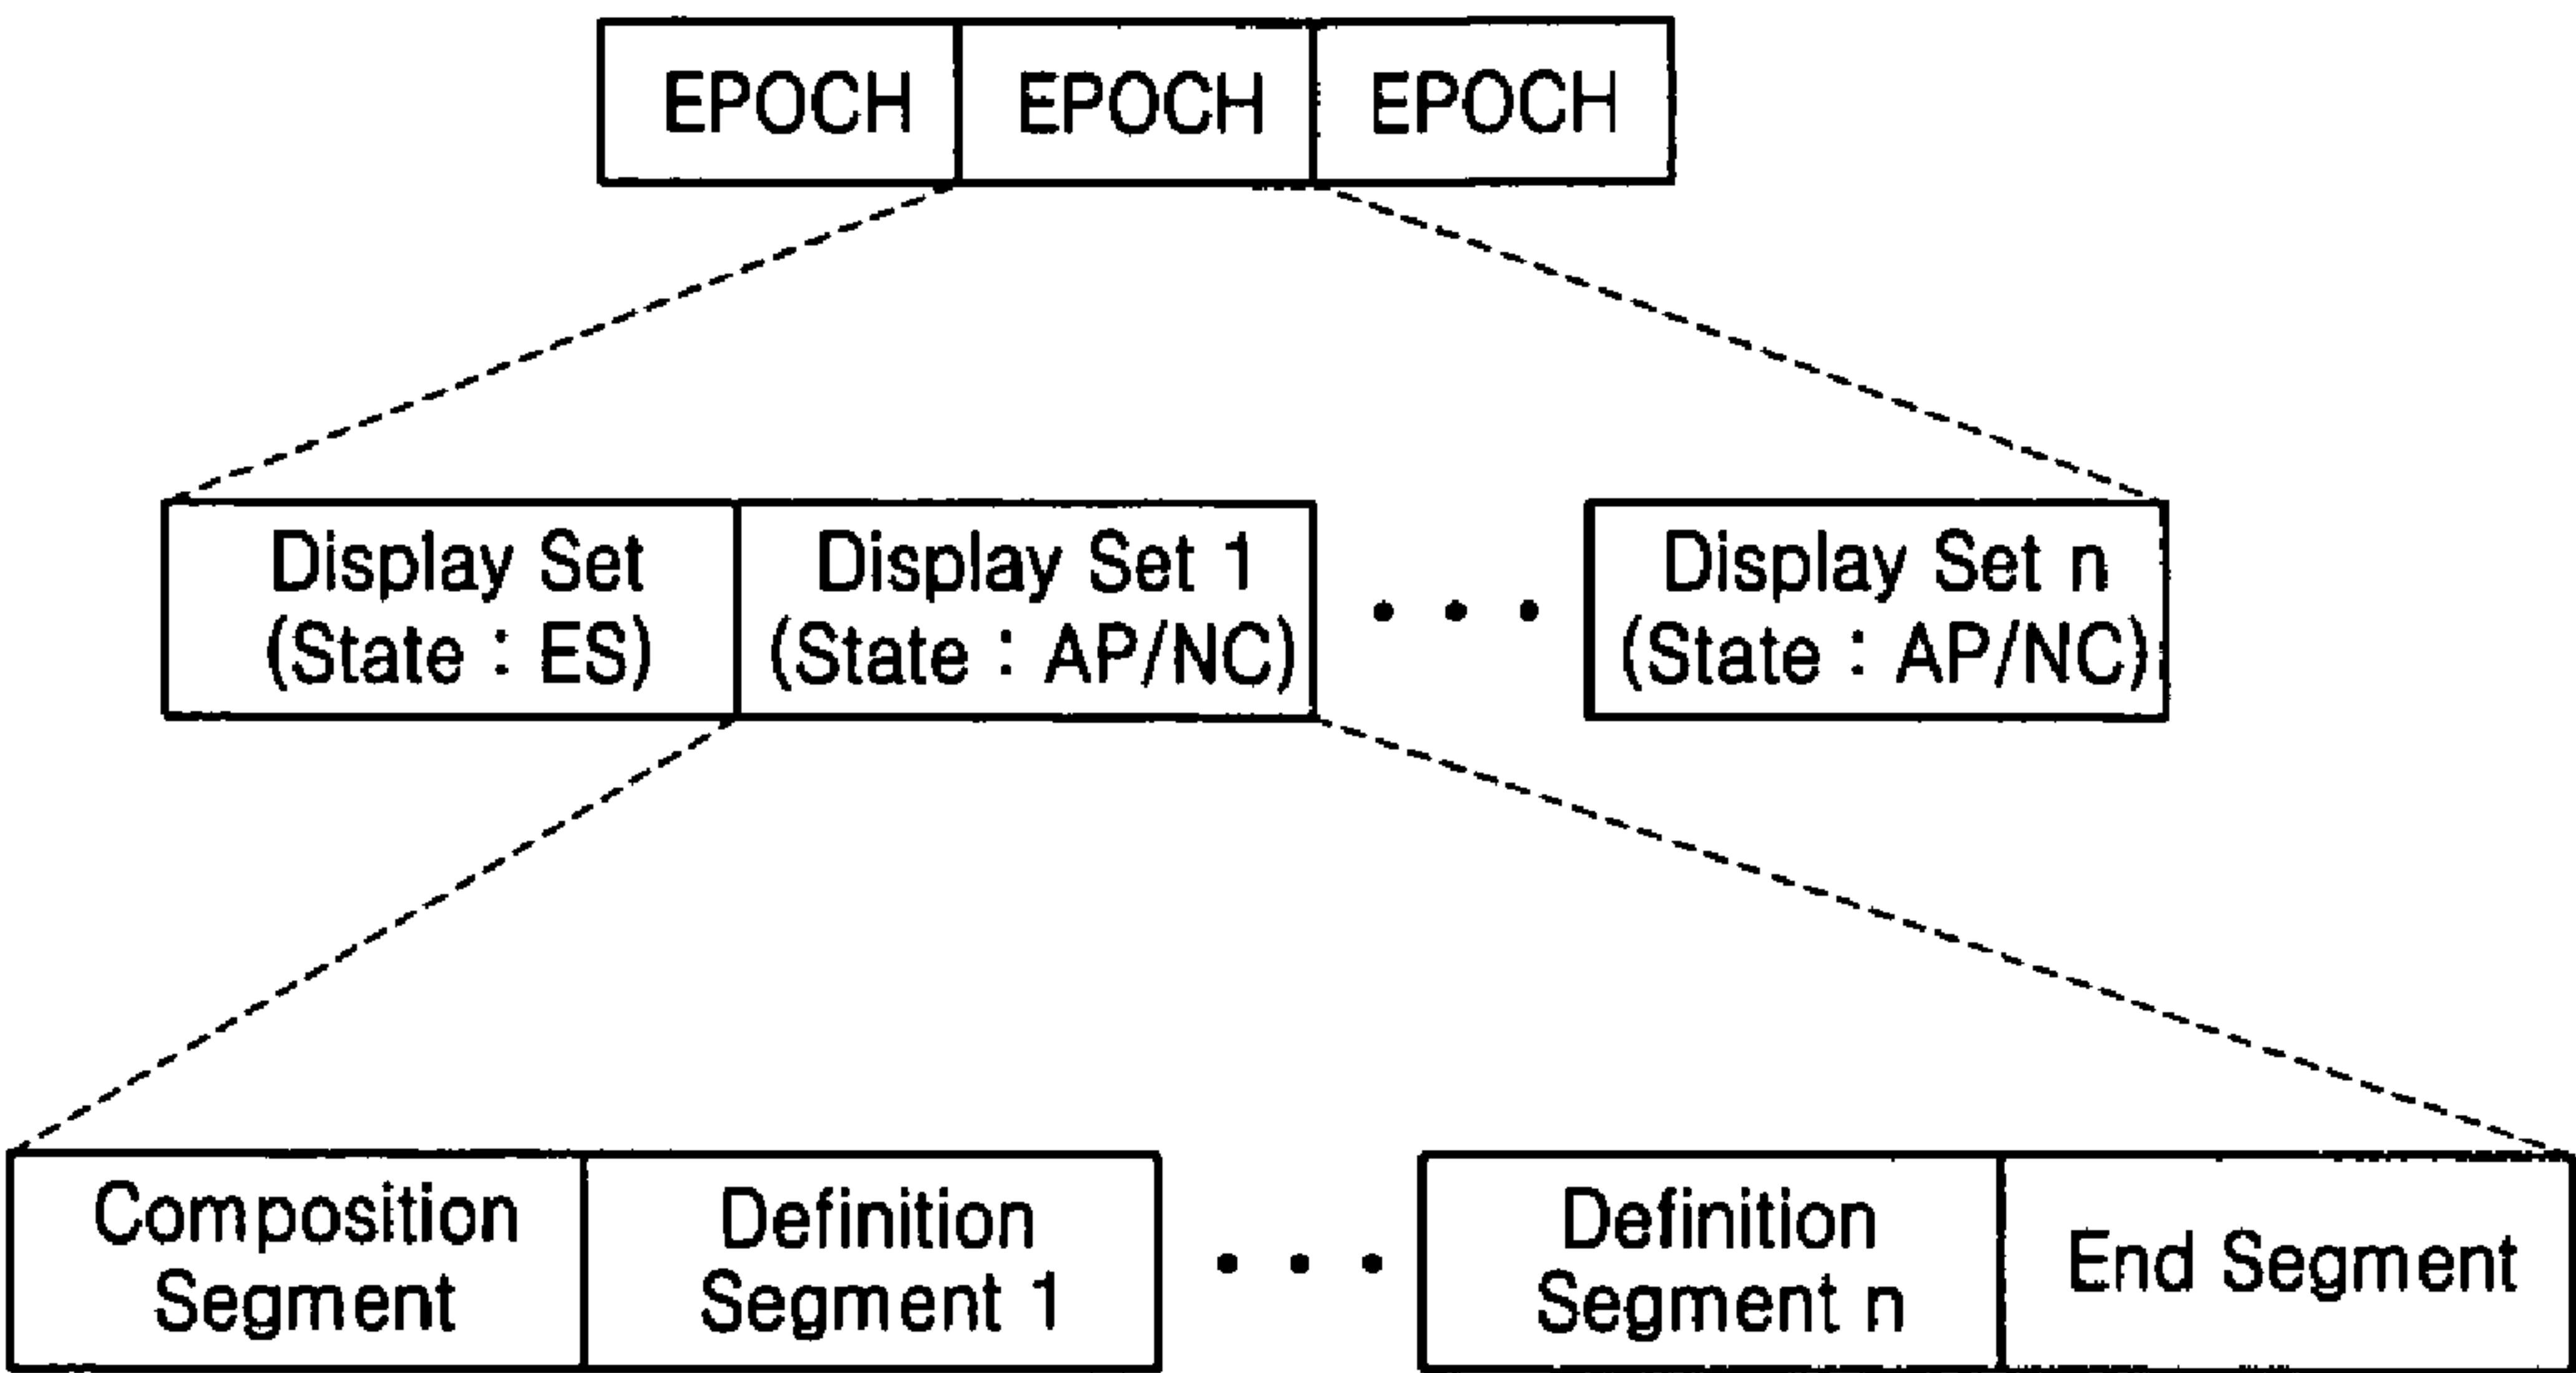 EPOCH EPOCH EPOCH
Display Set
(State : ES)
Display Set 1
(State : AP/NC)
• • •
Display Set n
(State : AP/NC)
Composition
Segment
Definition
Segment 1
• • •
Definition
Segment n
End Segment